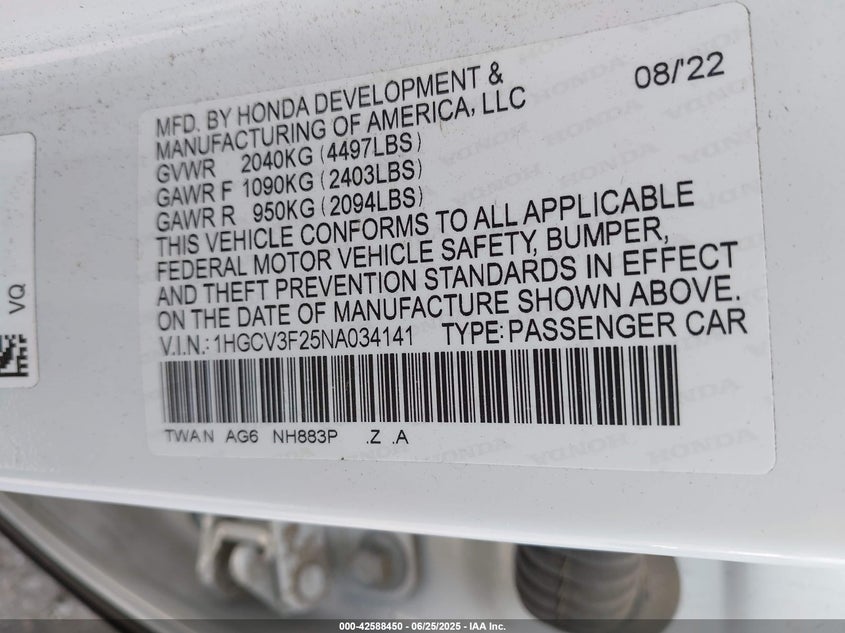 MFD. BY HONDA DEVELOPMENT & 08/'22
MANUFACTURING OF AMERICA, LLC
GVWR 2040KG (4497LBS)
GAWR F 1090KG (2403LBS)
GAWR R 950KG (2094LBS)
THIS VEHICLE CONFORMS TO ALL APPLICABLE
FEDERAL MOTOR VEHICLE SAFETY, BUMPER,
AND THEFT PREVENTION STANDARDS IN EFFECT
ON THE DATE OF MANUFACTURE SHOWN ABOVE.
V.I.N.: 1HGCV3F25NA034141 TYPE: PASSENGER CAR
TWAN AG6 NH883P .Z .A
VQ
000-42588450 - 06/25/2025 - IAA Inc.